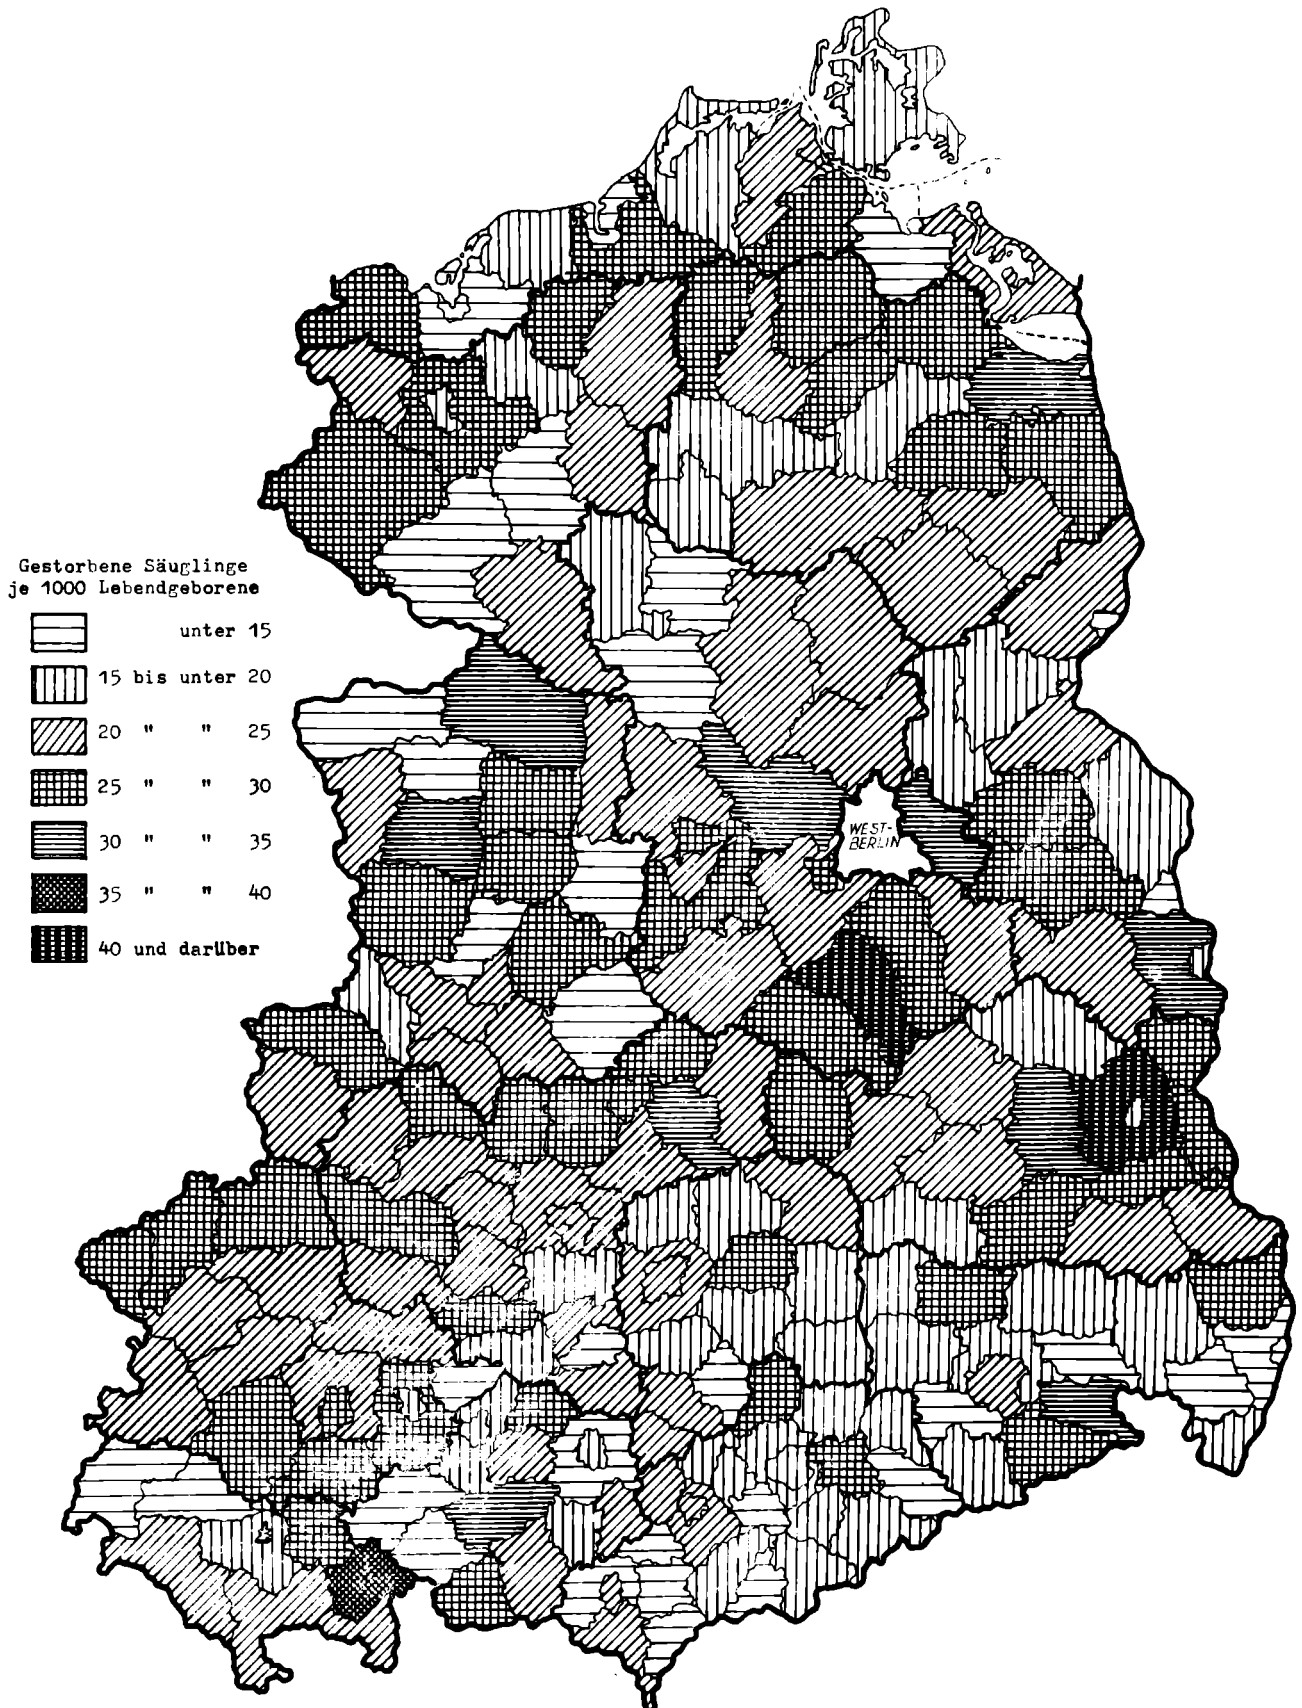 Gestorbene Säuglinge
je 1000 Lebendgeborene
unter 15
15 bis unter 20
20 " " 25
25 " " 30
30 " " 35
35 " " 40
40 und darüber
WEST-
BERLIN